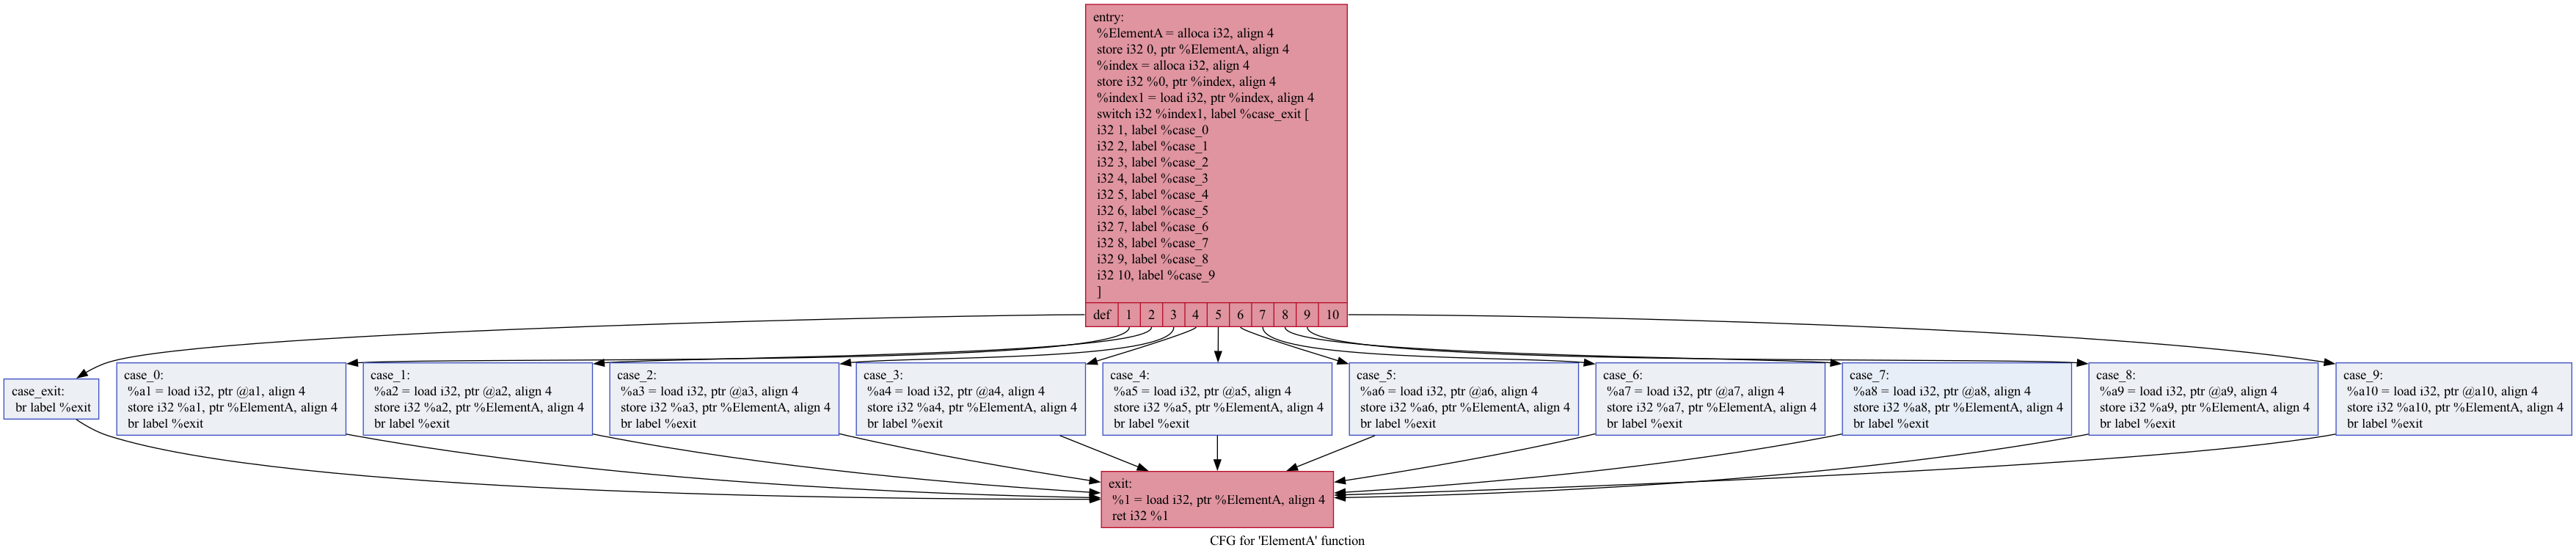 entry:
%ElementA = alloca i32, align 4
store i32 0, ptr %ElementA, align 4
%index = alloca i32, align 4
store i32 %0, ptr %index, align 4
%index1 = load i32, ptr %index, align 4
switch i32 %index1, label %case_exit [
i32 1, label %case_0
i32 2, label %case_1
i32 3, label %case_2
i32 4, label %case_3
i32 5, label %case_4
i32 6, label %case_5
i32 7, label %case_6
i32 8, label %case_7
i32 9, label %case_8
i32 10, label %case_9
]
def 1 2 3 4 5 6 7 8 9 10
case_exit:
br label %exit
case_0:
%a1 = load i32, ptr @a1, align 4
store i32 %a1, ptr %ElementA, align 4
br label %exit
case_1:
%a2 = load i32, ptr @a2, align 4
store i32 %a2, ptr %ElementA, align 4
br label %exit
case_2:
%a3 = load i32, ptr @a3, align 4
store i32 %a3, ptr %ElementA, align 4
br label %exit
case_3:
%a4 = load i32, ptr @a4, align 4
store i32 %a4, ptr %ElementA, align 4
br label %exit
case_4:
%a5 = load i32, ptr @a5, align 4
store i32 %a5, ptr %ElementA, align 4
br label %exit
case_5:
%a6 = load i32, ptr @a6, align 4
store i32 %a6, ptr %ElementA, align 4
br label %exit
case_6:
%a7 = load i32, ptr @a7, align 4
store i32 %a7, ptr %ElementA, align 4
br label %exit
case_7:
%a8 = load i32, ptr @a8, align 4
store i32 %a8, ptr %ElementA, align 4
br label %exit
case_8:
%a9 = load i32, ptr @a9, align 4
store i32 %a9, ptr %ElementA, align 4
br label %exit
case_9:
%a10 = load i32, ptr @a10, align 4
store i32 %a10, ptr %ElementA, align 4
br label %exit
exit:
%1 = load i32, ptr %ElementA, align 4
ret i32 %1
CFG for 'ElementA' function